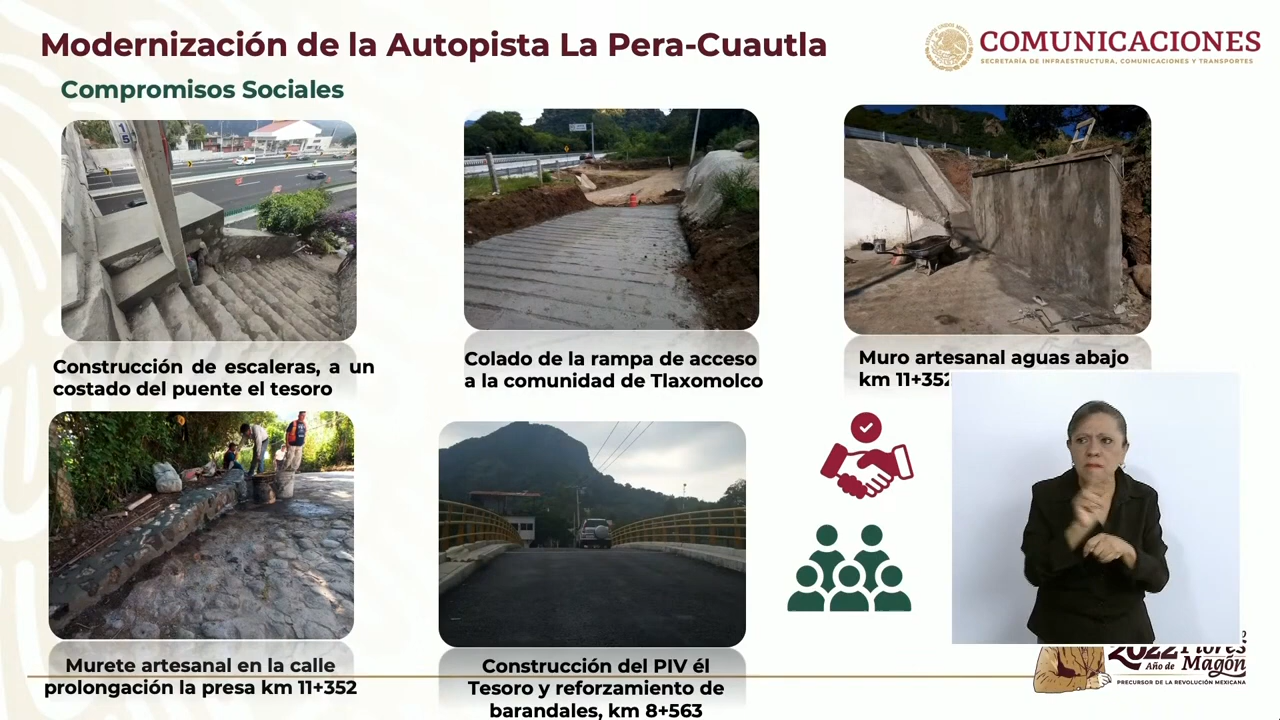 Modernización de la Autopista La Pera-Cuautla
COMUNICACIONES
SECRETARÍA DE INFRAESTRUCTURA, COMUNICACIONES Y TRANSPORTES
Compromisos Sociales
Construcción de escaleras, a un
costado del puente el tesoro
Colado de la rampa de acceso
a la comunidad de Tlaxomolco
Muro artesanal aguas abajo
km 11+352
Murete artesanal en la calle
prolongación la presa km 11+352
Construcción del PIV él
Tesoro y reforzamiento de
barandales, km 8+563
2022 Flores
Año de Magón
PRECURSOR DE LA REVOLUCIÓN MEXICANA